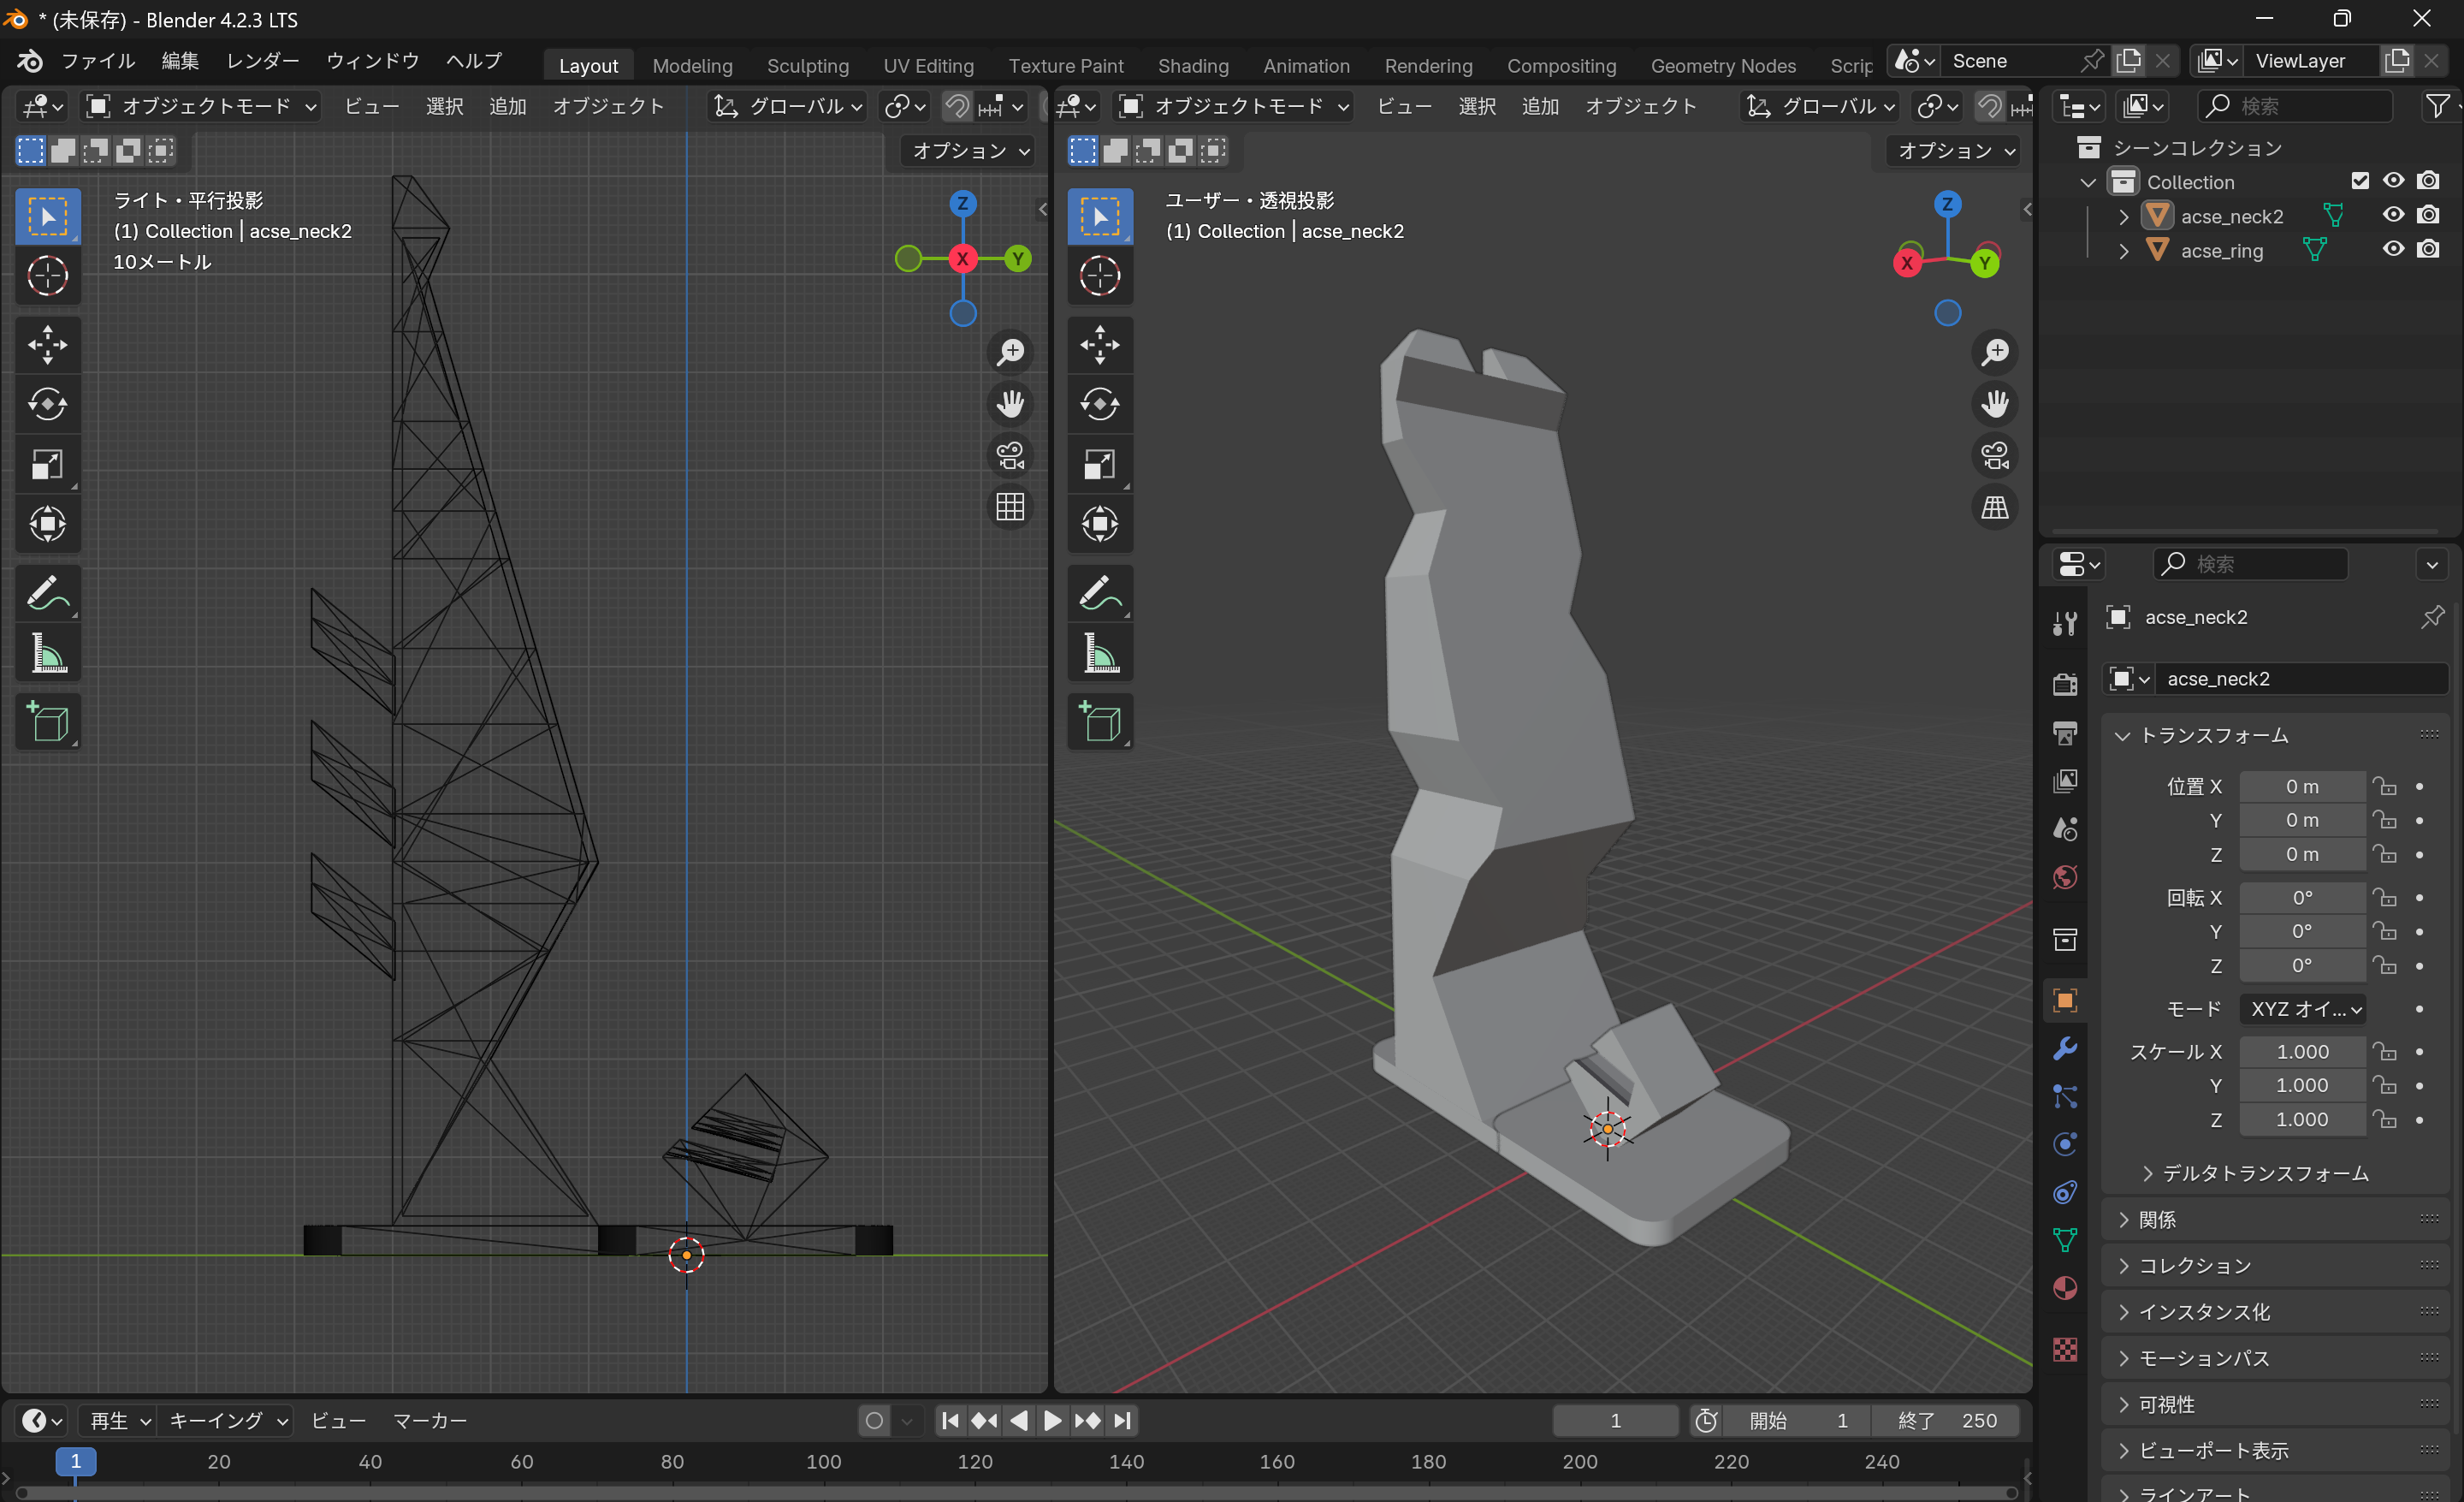 * (未保存) - Blender 4.2.3 LTS
ファイル 編集 レンダー ウィンドウ ヘルプ Layout Modeling Sculpting UV Editing Texture Paint Shading Animation Rendering Compositing Geometry Nodes Scrip Scene ViewLayer
オブジェクトモード ビュー 選択 追加 オブジェクト グローバル
オプション
ライト・平行投影
(1) Collection | acse_neck2
10メートル
Z
X
Y
オブジェクトモード ビュー 選択 追加 オブジェクト グローバル
オプション
ユーザー・透視投影
(1) Collection | acse_neck2
Z
X
Y
検索
シーンコレクション
Collection
acse_neck2
acse_ring
検索
acse_neck2
acse_neck2
トランスフォーム
位置 X 0 m
Y 0 m
Z 0 m
回転 X 0°
Y 0°
Z 0°
モード XYZ オイ...
スケール X 1.000
Y 1.000
Z 1.000
デルタトランスフォーム
関係
コレクション
インスタンス化
モーションパス
可視性
ビューポート表示
ラインアート
再生 キーイング ビュー マーカー 1 開始 1 終了 250
1 20 40 60 80 100 120 140 160 180 200 220 240